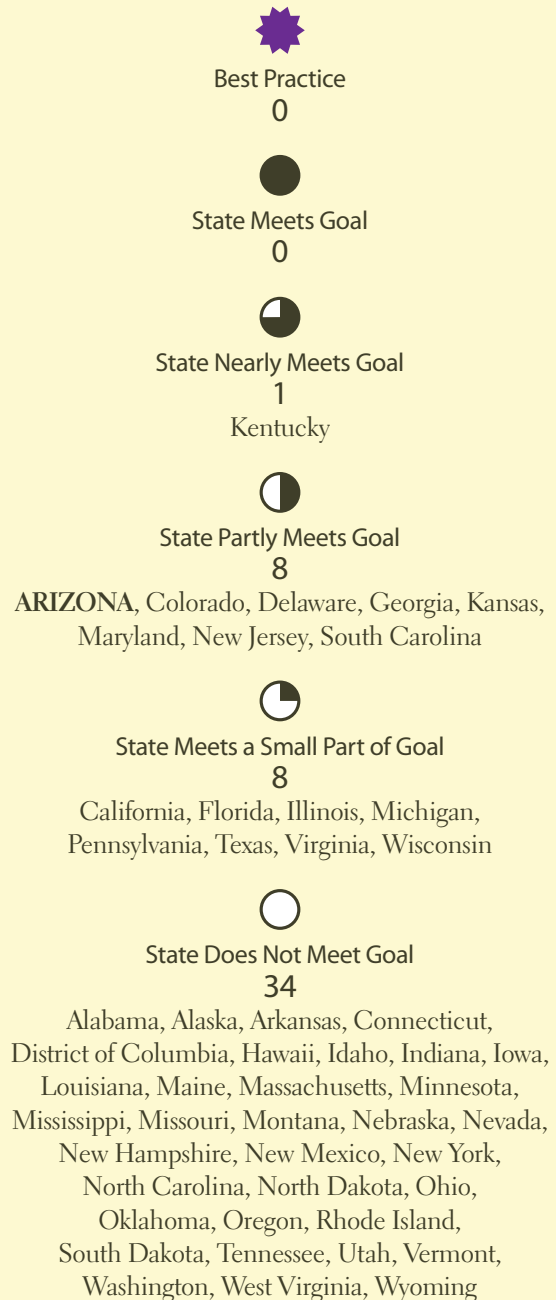 Best Practice
0
State Meets Goal
0
State Nearly Meets Goal
1
Kentucky
State Partly Meets Goal
8
ARIZONA, Colorado, Delaware, Georgia, Kansas,
Maryland, New Jersey, South Carolina
State Meets a Small Part of Goal
8
California, Florida, Illinois, Michigan,
Pennsylvania, Texas, Virginia, Wisconsin
State Does Not Meet Goal
34
Alabama, Alaska, Arkansas, Connecticut,
District of Columbia, Hawaii, Idaho, Indiana, Iowa,
Louisiana, Maine, Massachusetts, Minnesota,
Mississippi, Missouri, Montana, Nebraska, Nevada,
New Hampshire, New Mexico, New York,
North Carolina, North Dakota, Ohio,
Oklahoma, Oregon, Rhode Island,
South Dakota, Tennessee, Utah, Vermont,
Washington, West Virginia, Wyoming